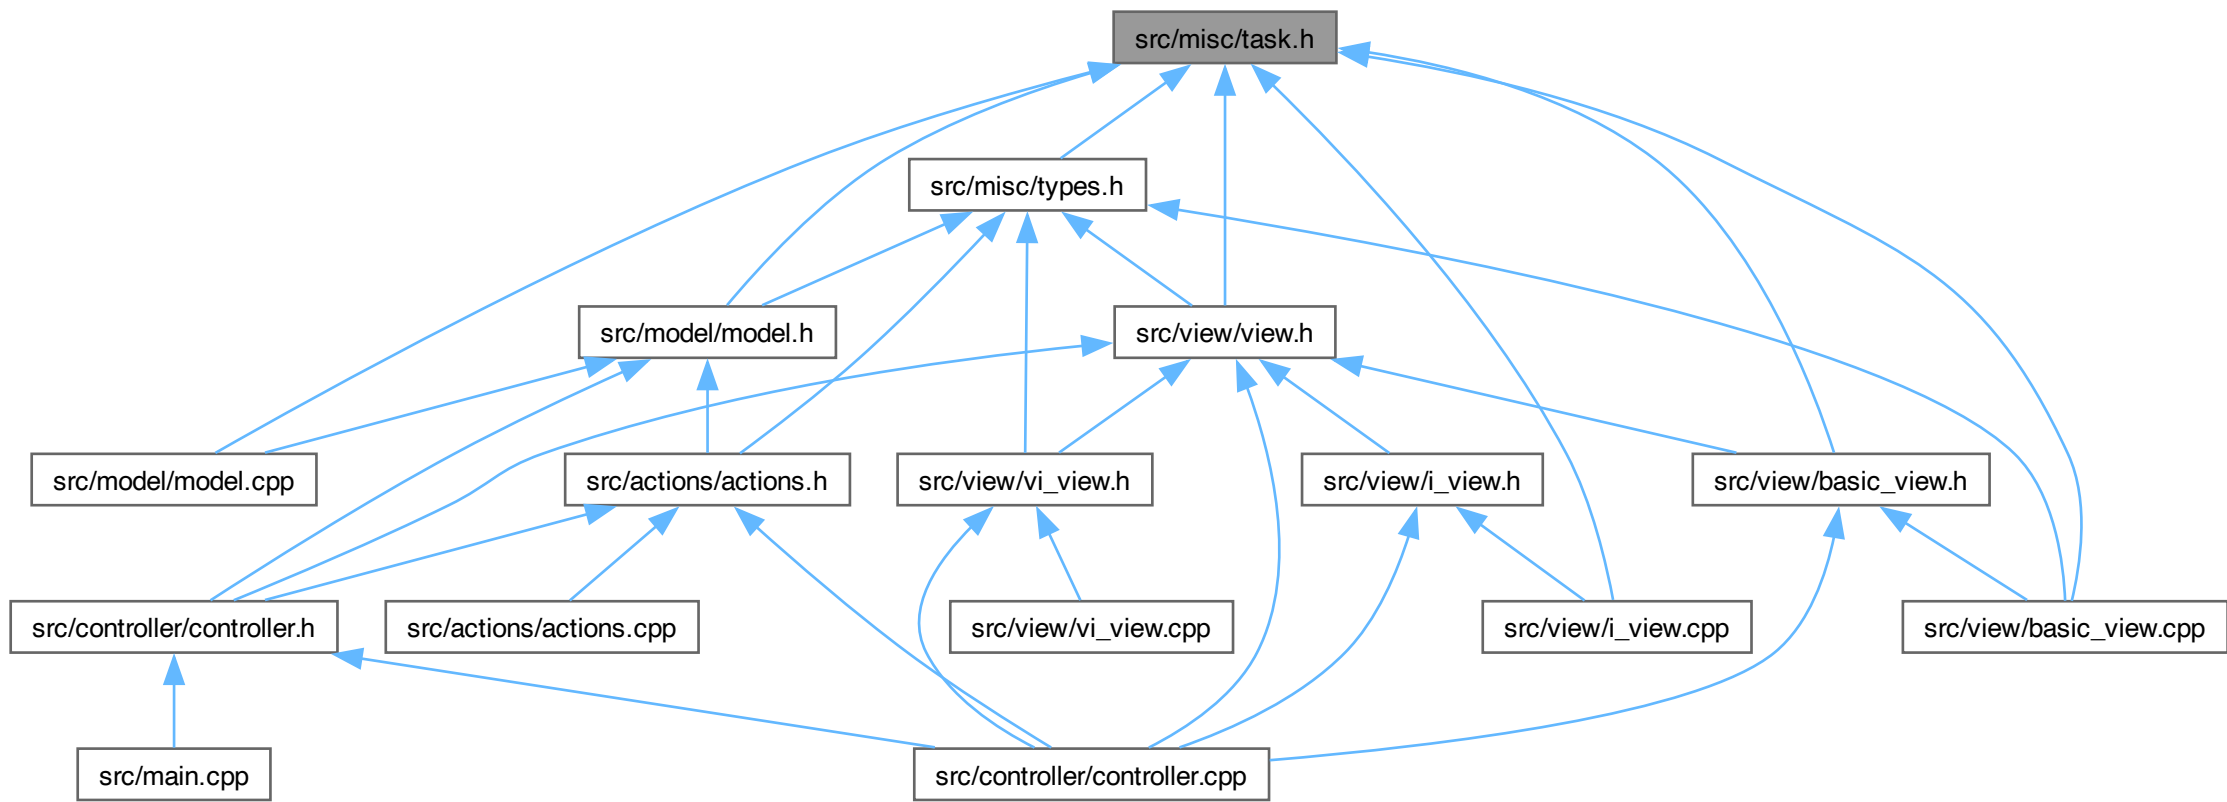 src/misc/task.h
src/misc/types.h
src/model/model.h
src/view/view.h
src/model/model.cpp
src/actions/actions.h
src/view/vi_view.h
src/view/i_view.h
src/view/basic_view.h
src/controller/controller.h
src/actions/actions.cpp
src/view/vi_view.cpp
src/view/i_view.cpp
src/view/basic_view.cpp
src/main.cpp
src/controller/controller.cpp